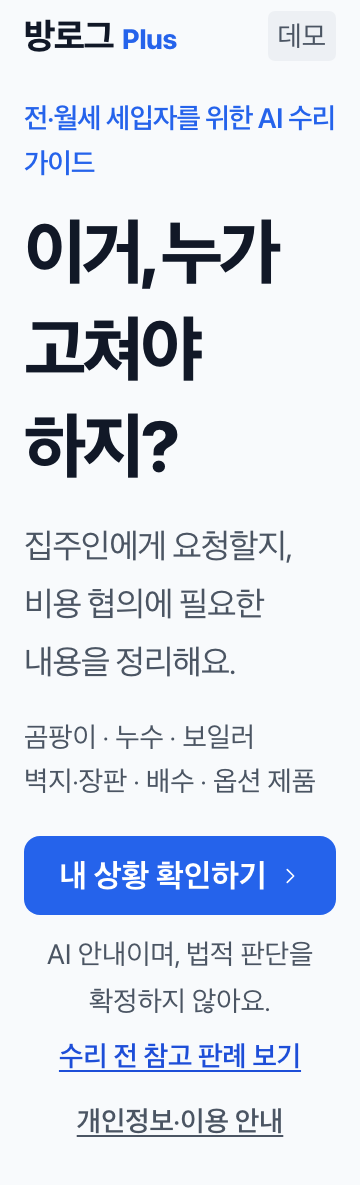 방로그 Plus
데모
전·월세 세입자를 위한 AI 수리
가이드
이거, 누가
고쳐야
하지?
집주인에게 요청할지,
비용 협의에 필요한
내용을 정리해요.
곰팡이 · 누수 · 보일러
벽지·장판 · 배수 · 옵션 제품
내 상황 확인하기
AI 안내이며, 법적 판단을
확정하지 않아요.
수리 전 참고 판례 보기
개인정보·이용 안내